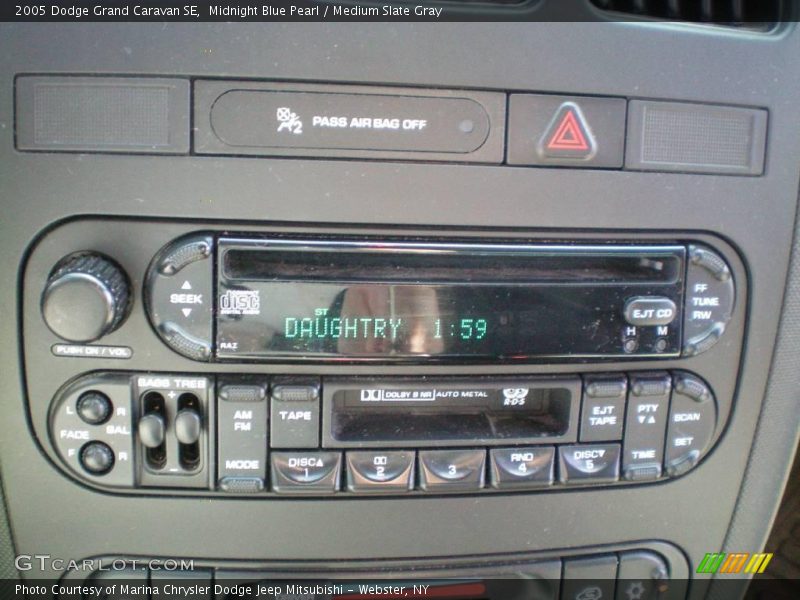 2005 Dodge Grand Caravan SE, Midnight Blue Pearl / Medium Slate Gray
2 PASS AIR BAG OFF
SEEK
disc
RAZ
ST
DAUGHTRY 1:59
EJT CD
H M
FF
TUNE
RW
PUSH ON / VOL
L R
FADE BAL
F R
BASS TREB
+
-
AM
FM
MODE
TAPE
DOLBY B NR AUTO METAL
RDS
EJT
TAPE
PTY
TIME
SCAN
SET
DISC 1
2
3
RND 4
DISC 5
GTCARLOT.COM
Photo Courtesy of Marina Chrysler Dodge Jeep Mitsubishi - Webster, NY